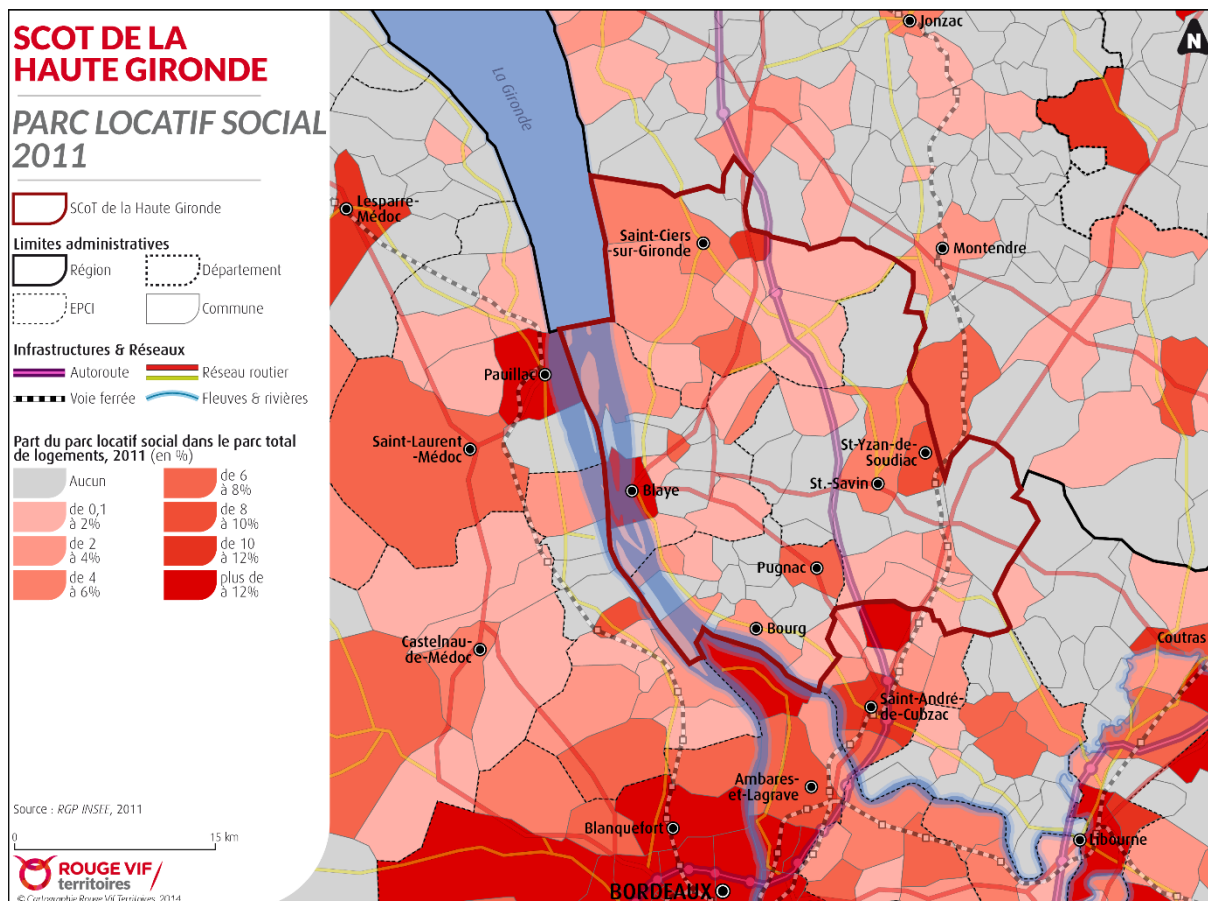 SCOT DE LA
HAUTE GIRONDE
PARC LOCATIF SOCIAL
2011
SCoT de la Haute Gironde
Limites administratives
Région
Département
EPCI
Commune
Infrastructures & Réseaux
Autoroute
Réseau routier
Voie ferrée
Fleuves & rivières
Part du parc locatif social dans le parc total
de logements, 2011 (en %)
Aucun
de 0,1
à 2%
de 2
à 4%
de 4
à 6%
de 6
à 8%
de 8
à 10%
de 10
à 12%
plus de
à 12%
Source : RGP INSEE, 2011
0
15 km
ROUGE VIF/
territoires
© Cartographie Rouge Vif Territoires, 2014
N
La Gironde
Jonzac
Lesparre-
Médoc
Saint-Ciers
-sur-Gironde
Montendre
Pauillac
Saint-Laurent
-Médoc
St-Yzan-de-
Soudiac
St.-Savin
Blaye
Pugnac
Bourg
Castelnau-
de-Médoc
Coutras
Saint-André-
de-Cubzac
Ambares-
et-Lagrave
Blanquefort
Libourne
BORDEAUX